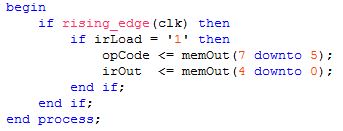 begin
    if rising_edge(clk) then
        if irLoad = '1' then
            opCode <= memOut(7 downto 5);
            irOut  <= memOut(4 downto 0);
        end if;
    end if;
end process;